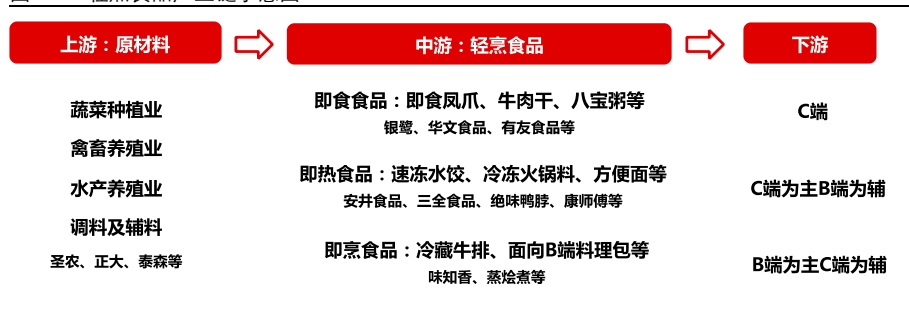 上游：原材料
中游：轻烹食品
下游
蔬菜种植业
禽畜养殖业
水产养殖业
调料及辅料
圣农、正大、泰森等
即食食品：即食凤爪、牛肉干、八宝粥等
银鹭、华文食品、有友食品等
即热食品：速冻水饺、冷冻火锅料、方便面等
安井食品、三全食品、绝味鸭脖、康师傅等
即烹食品：冷藏牛排、面向B端料理包等
味知香、蒸烩煮等
C端
C端为主B端为辅
B端为主C端为辅